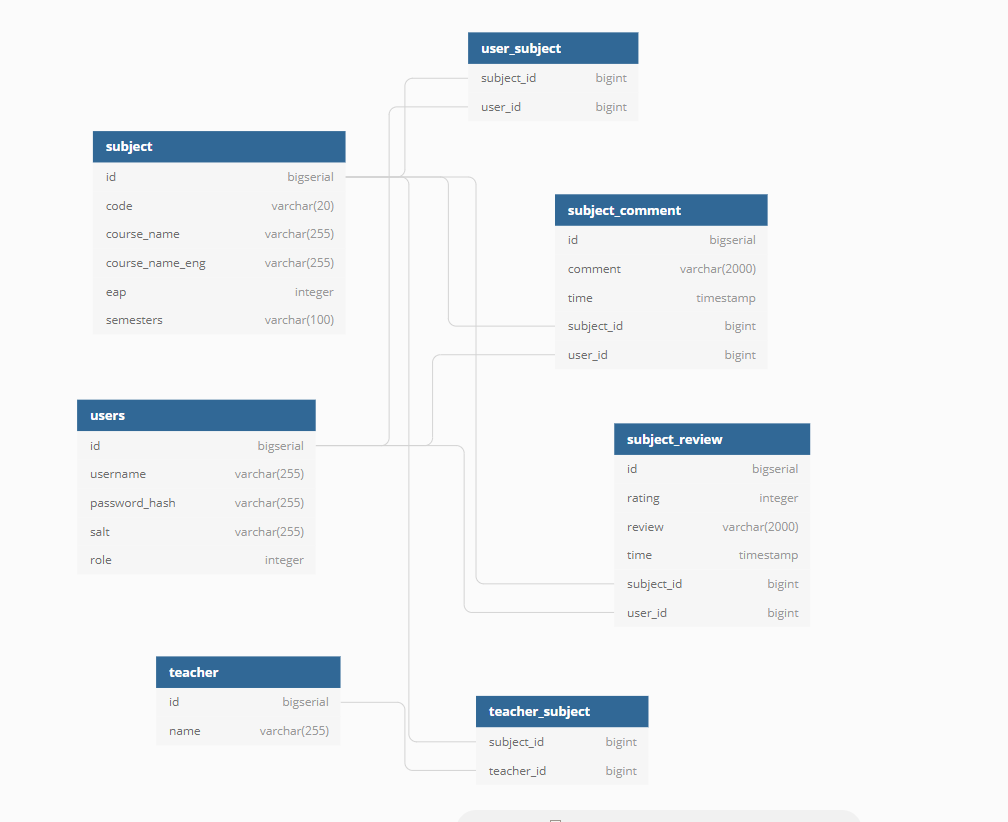 user_subject
subject_id bigint
user_id bigint
subject
id bigserial
code varchar(20)
course_name varchar(255)
course_name_eng varchar(255)
eap integer
semesters varchar(100)
subject_comment
id bigserial
comment varchar(2000)
time timestamp
subject_id bigint
user_id bigint
users
id bigserial
username varchar(255)
password_hash varchar(255)
salt varchar(255)
role integer
subject_review
id bigserial
rating integer
review varchar(2000)
time timestamp
subject_id bigint
user_id bigint
teacher
id bigserial
name varchar(255)
teacher_subject
subject_id bigint
teacher_id bigint